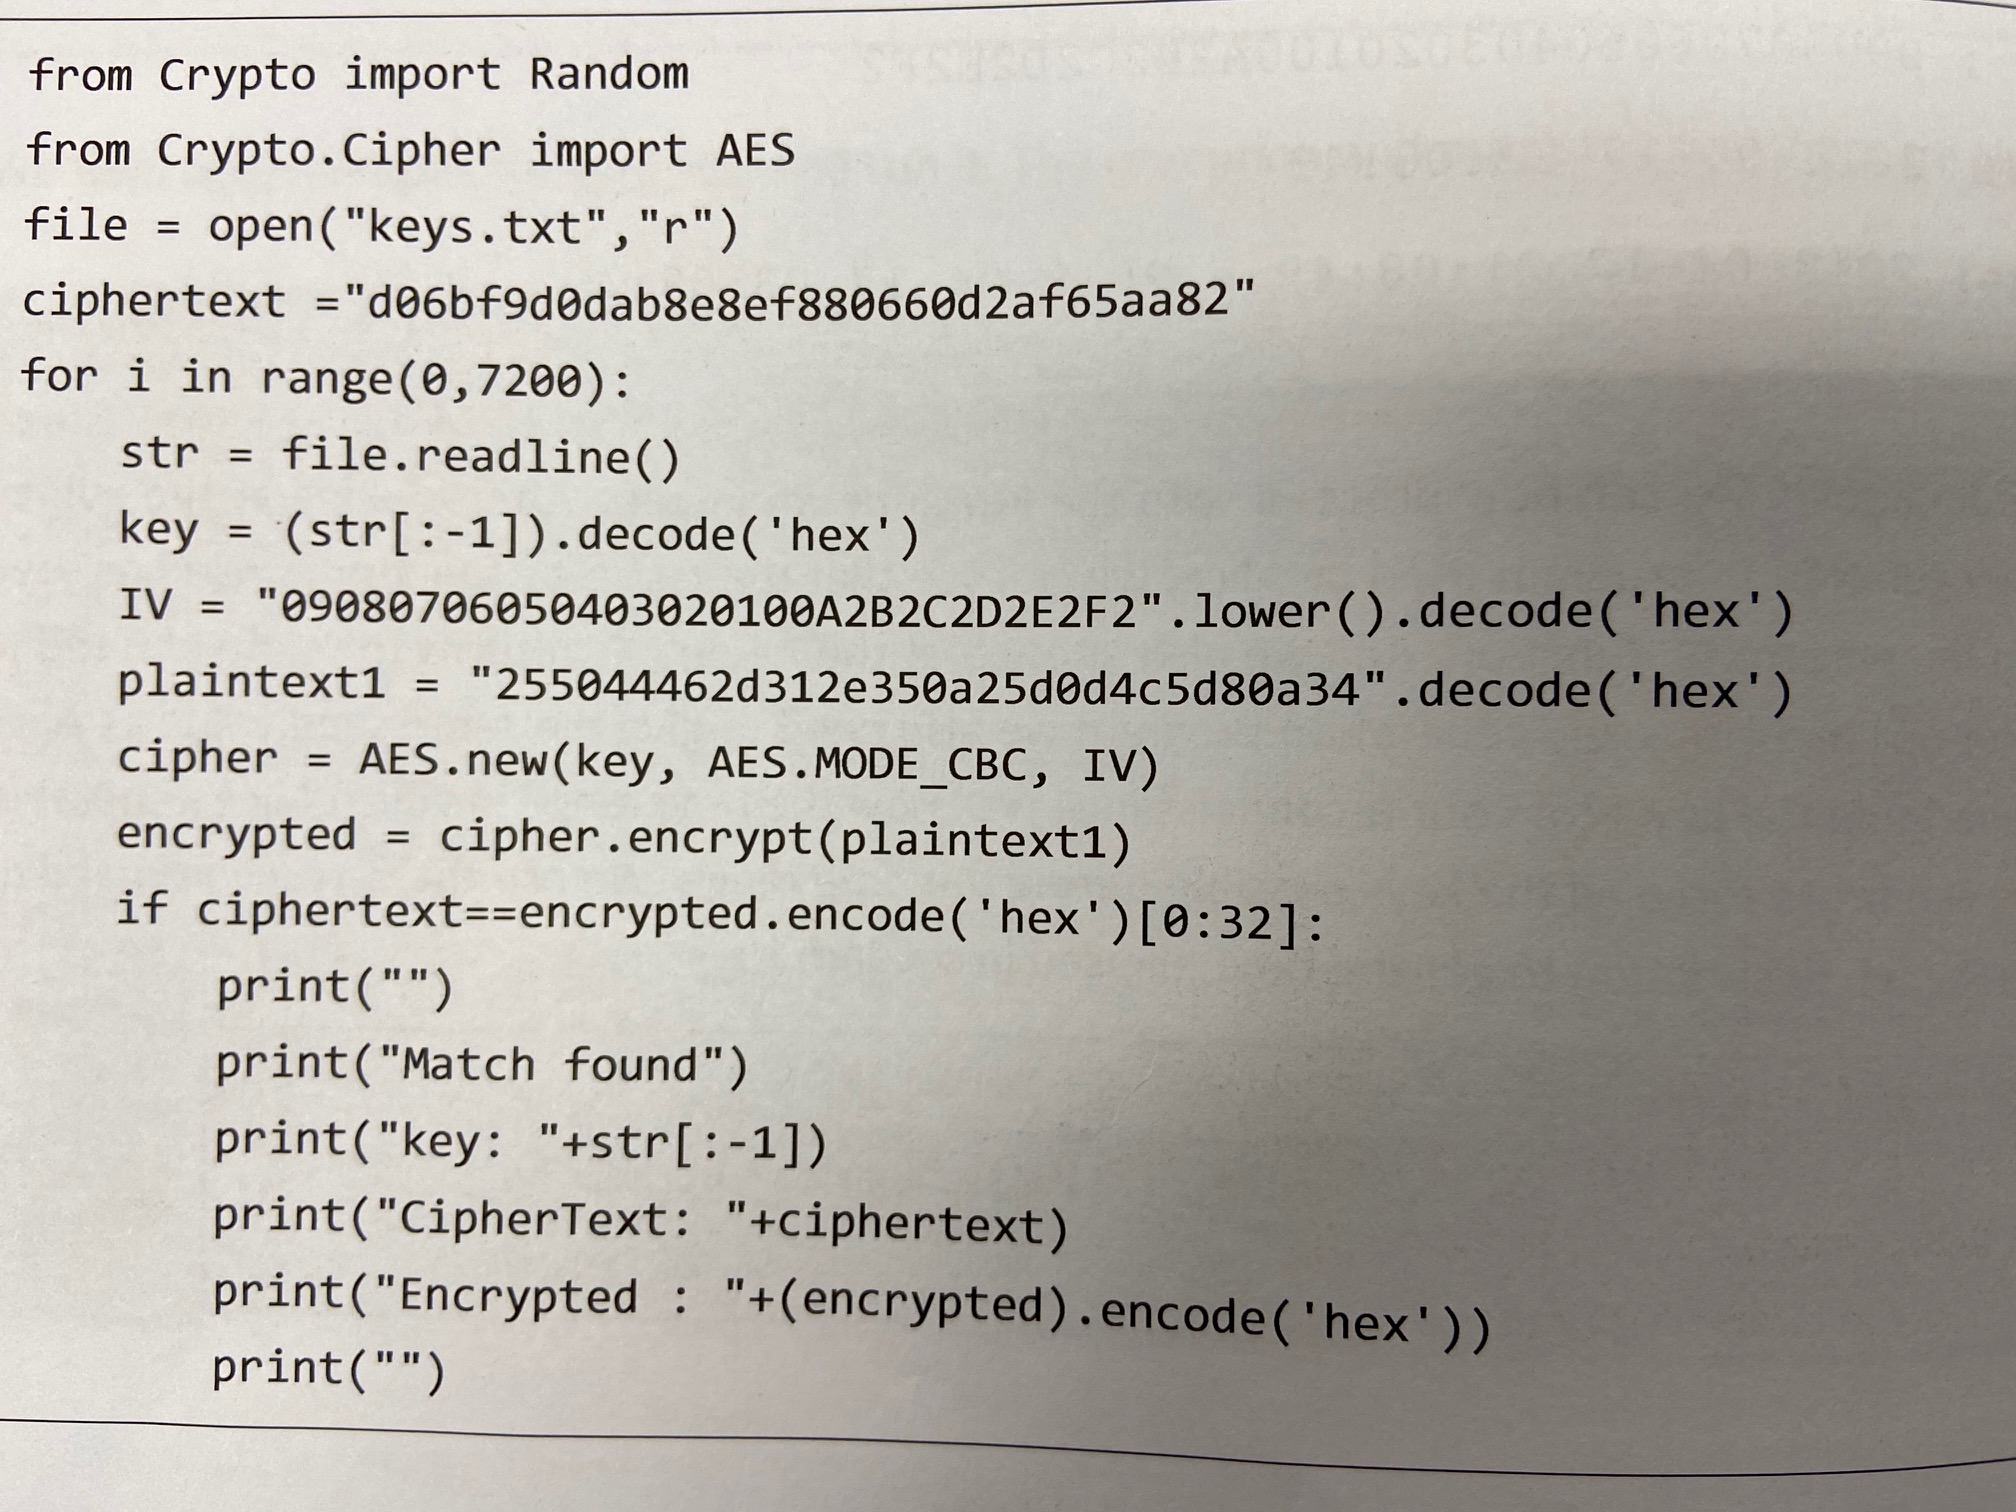 from Crypto import Random
from Crypto.Cipher import AES
file = open("keys.txt","r")
ciphertext ="d06bf9d0dab8e8ef880660d2af65aa82"
for i in range(0,7200):
    str = file.readline()
    key = (str[:-1]).decode('hex')
    IV = "09080706050403020100A2B2C2D2E2F2".lower().decode('hex')
    plaintext1 = "255044462d312e350a25d0d4c5d80a34".decode('hex')
    cipher = AES.new(key, AES.MODE_CBC, IV)
    encrypted = cipher.encrypt(plaintext1)
    if ciphertext==encrypted.encode('hex')[0:32]:
        print("")
        print("Match found")
        print("key: "+str[:-1])
        print("CipherText: "+ciphertext)
        print("Encrypted : "+(encrypted).encode('hex'))
        print("")